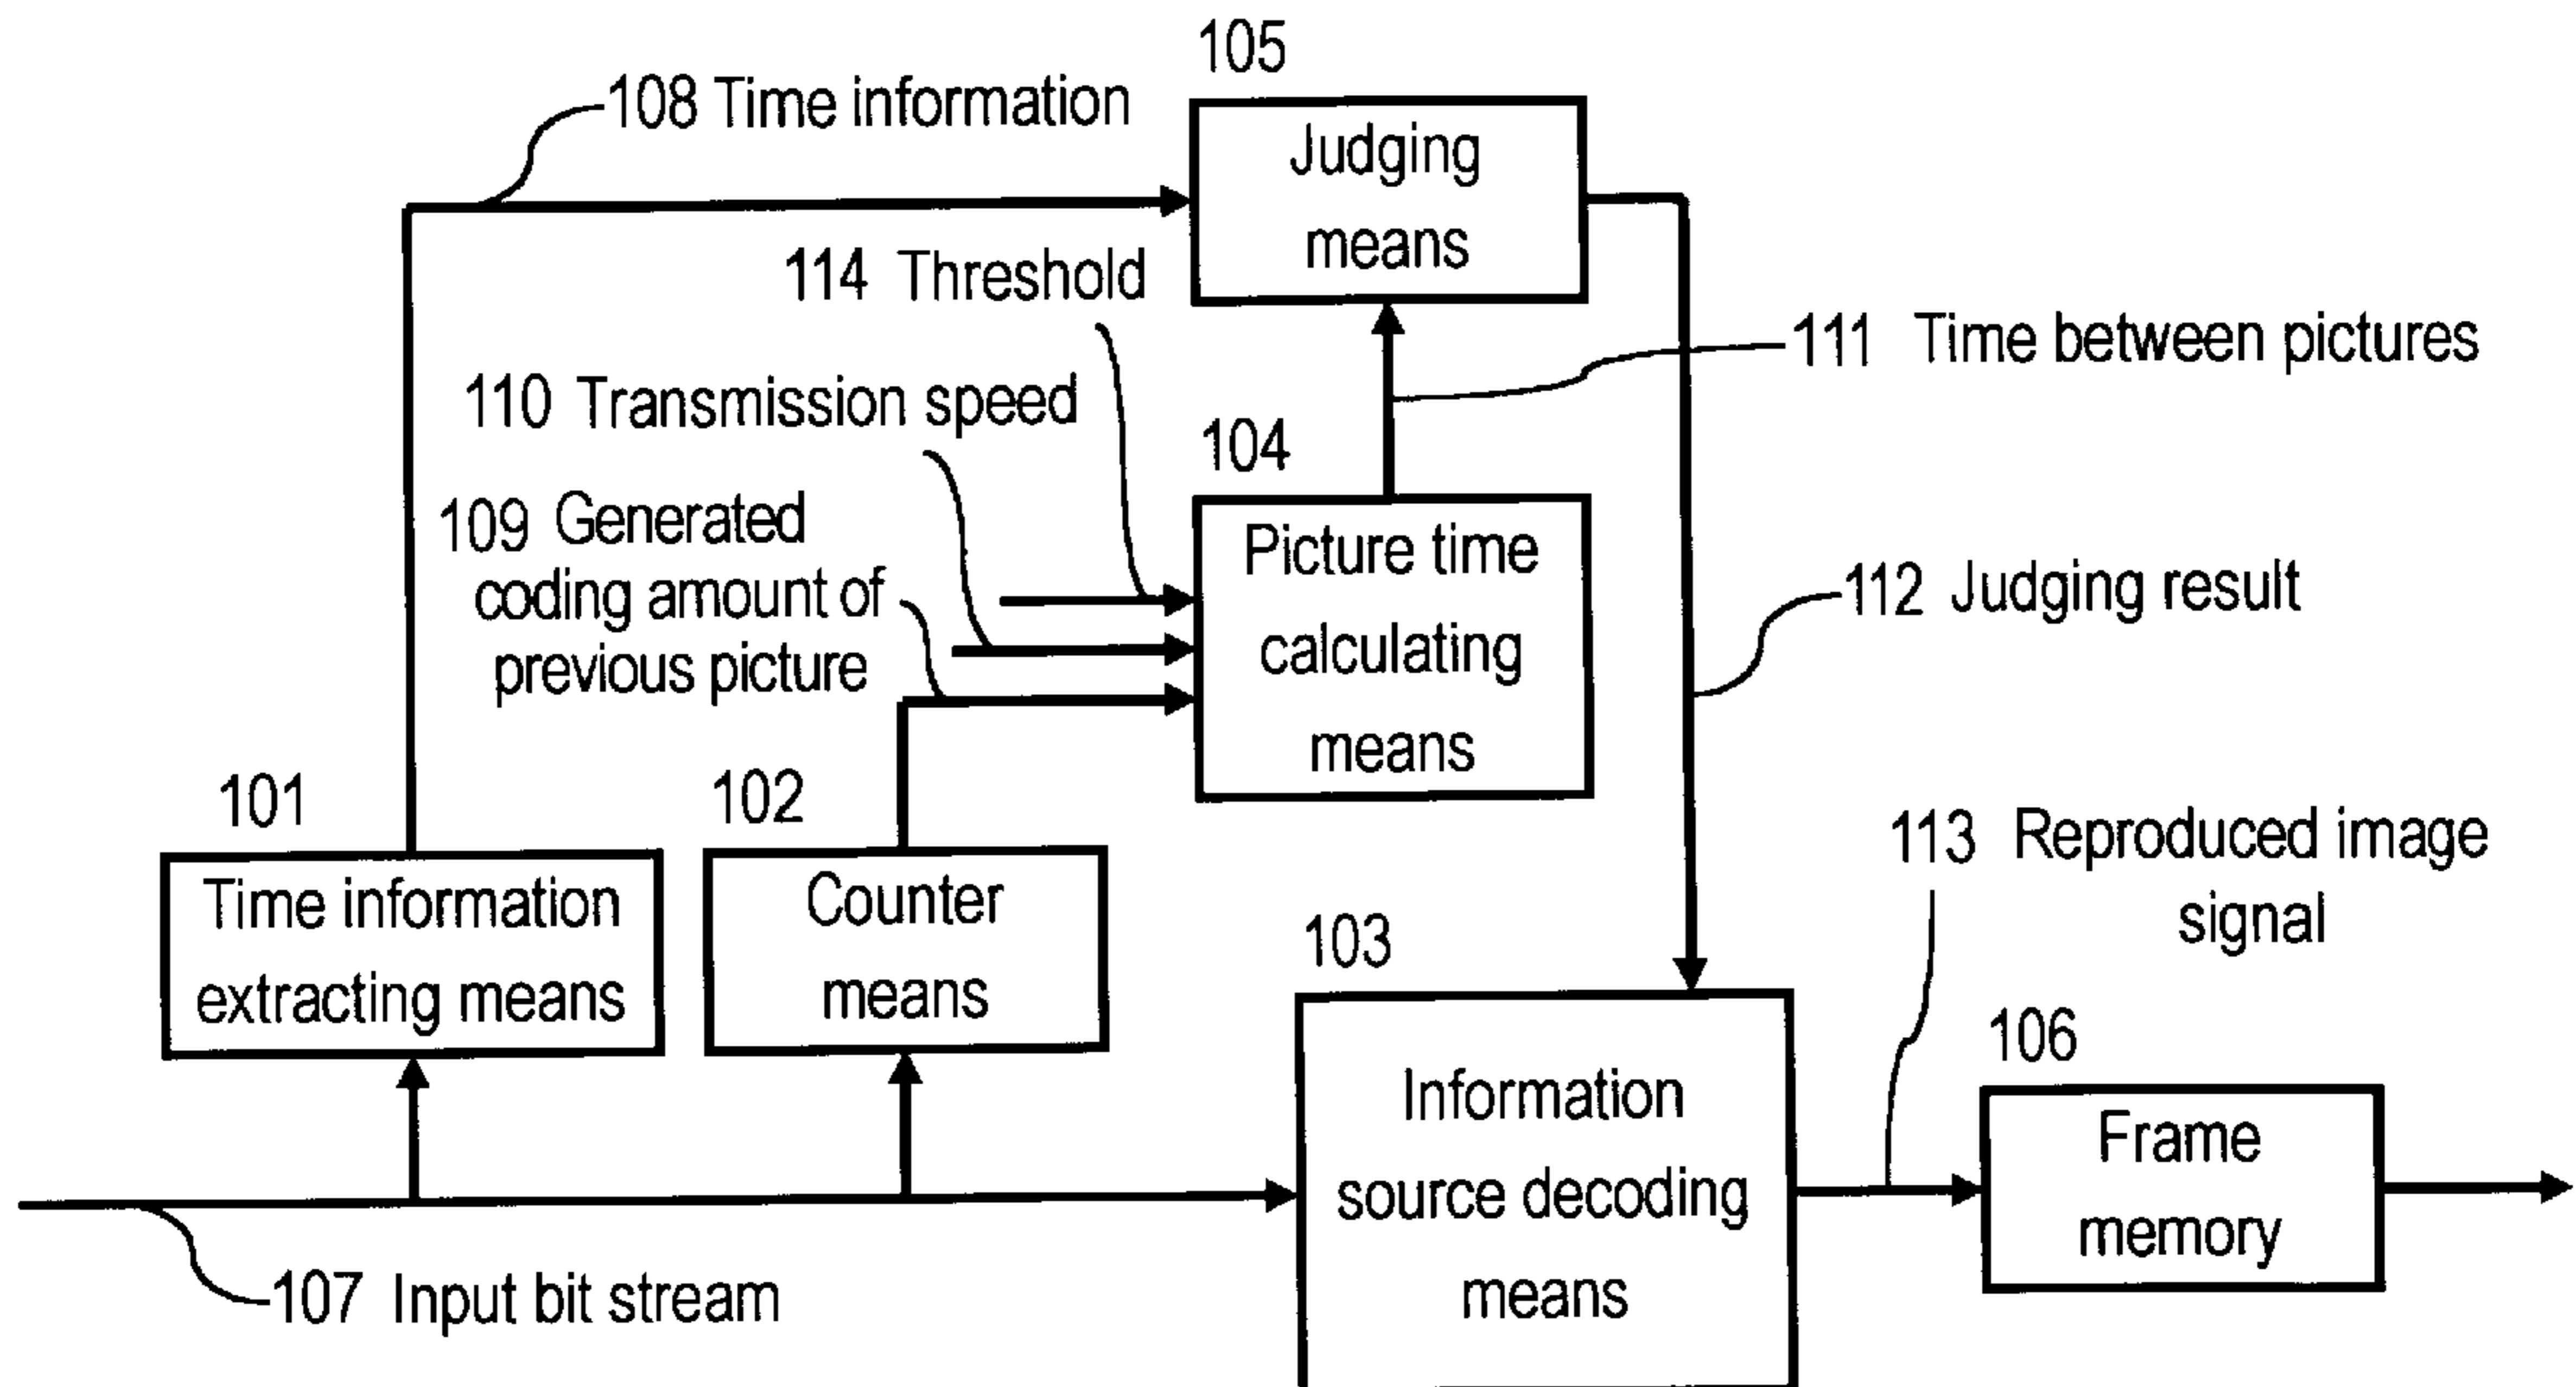 105
108 Time information
Judging
means
114 Threshold
111 Time between pictures
110 Transmission speed
104
109 Generated
coding amount of
previous picture
Picture time
calculating
means
112 Judging result
101
102
113 Reproduced image
signal
Time information
extracting means
Counter
means
103
106
Information
source decoding
means
Frame
memory
107 Input bit stream